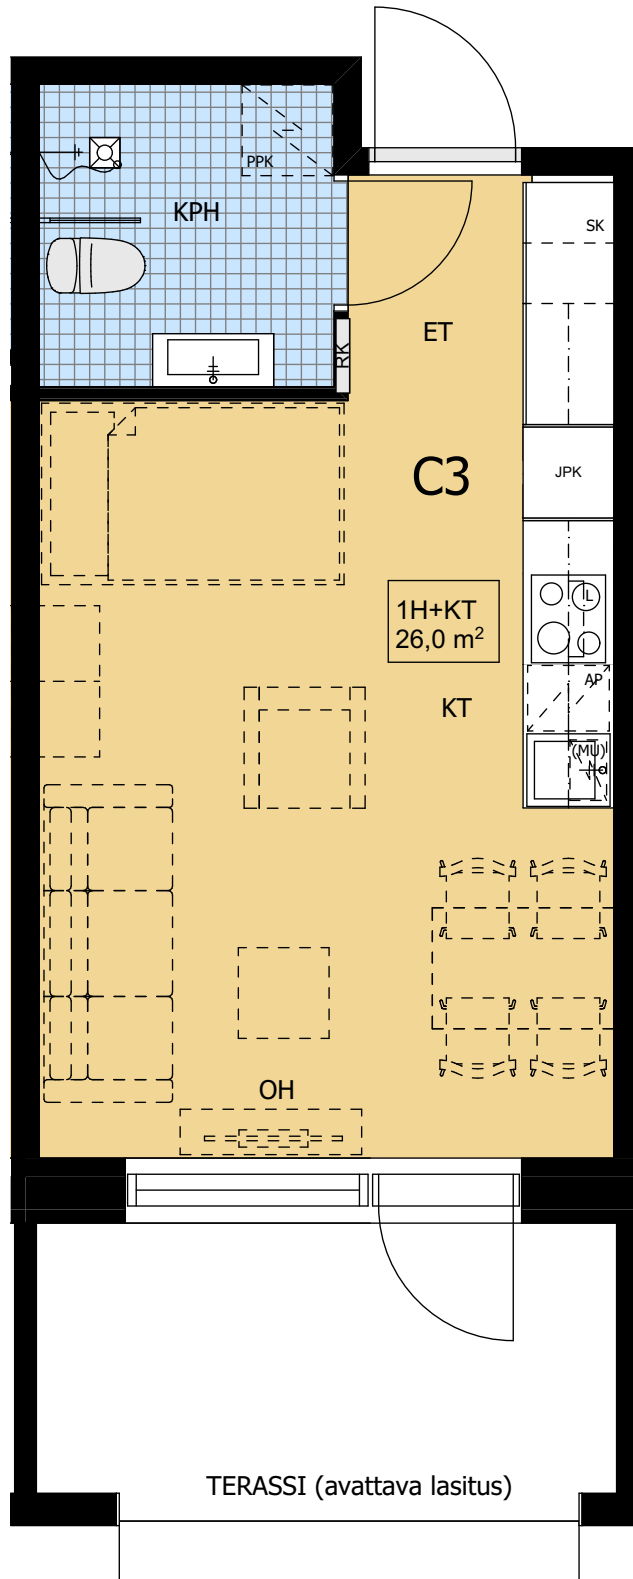 PPK
KPH
SK
ET
RK
C3
JPK
1H+KT
26,0 m²
L
AP
KT
(MU)
OH
TERASSI (avattava lasitus)